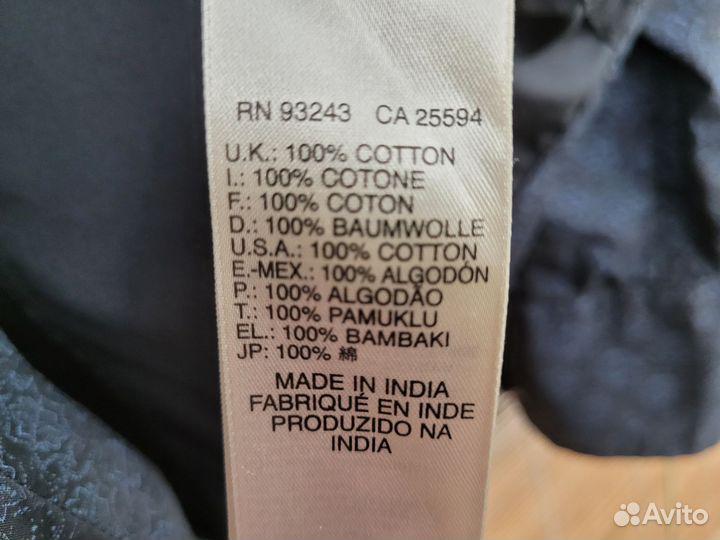 RN 93243 CA 25594
U.K.: 100% COTTON
I.: 100% COTONE
F.: 100% COTON
D.: 100% BAUMWOLLE
U.S.A.: 100% COTTON
E.-MEX.: 100% ALGODÓN
P.: 100% ALGODÃO
T.: 100% PAMUKLU
EL.: 100% BAMBAKI
JP: 100% 綿
MADE IN INDIA
FABRIQUÉ EN INDE
PRODUZIDO NA
INDIA
Avito